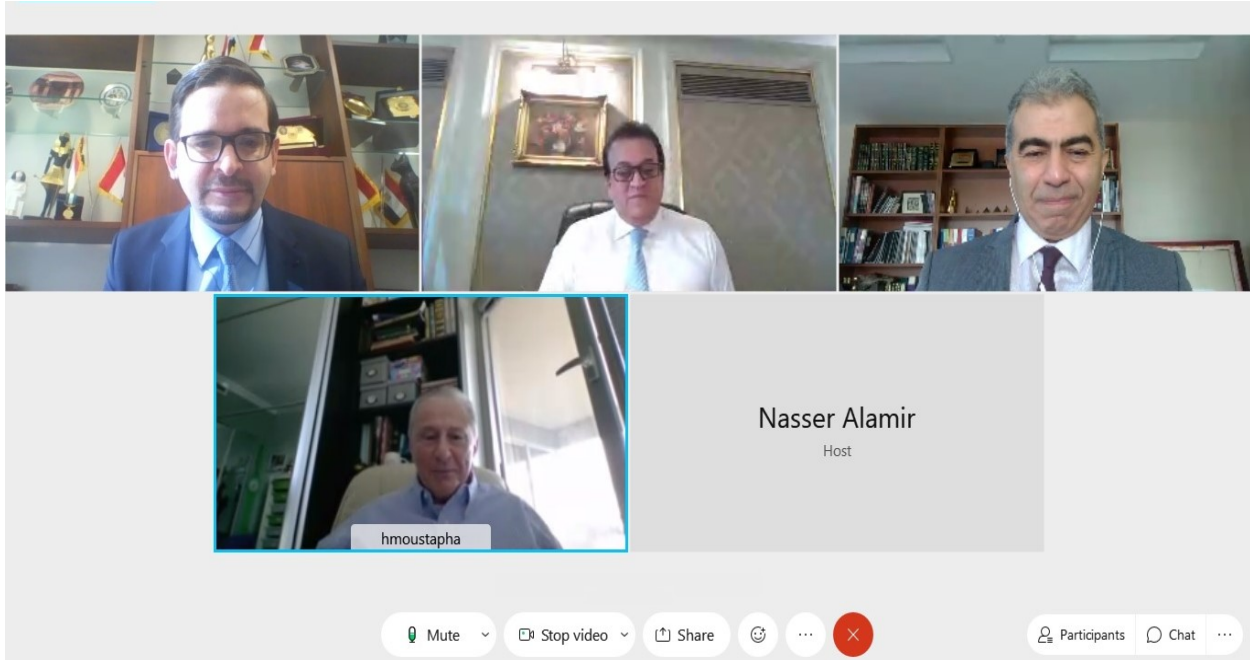 hmoustapha
Nasser Alamir
Host
Mute
Stop video
Share
Participants
Chat